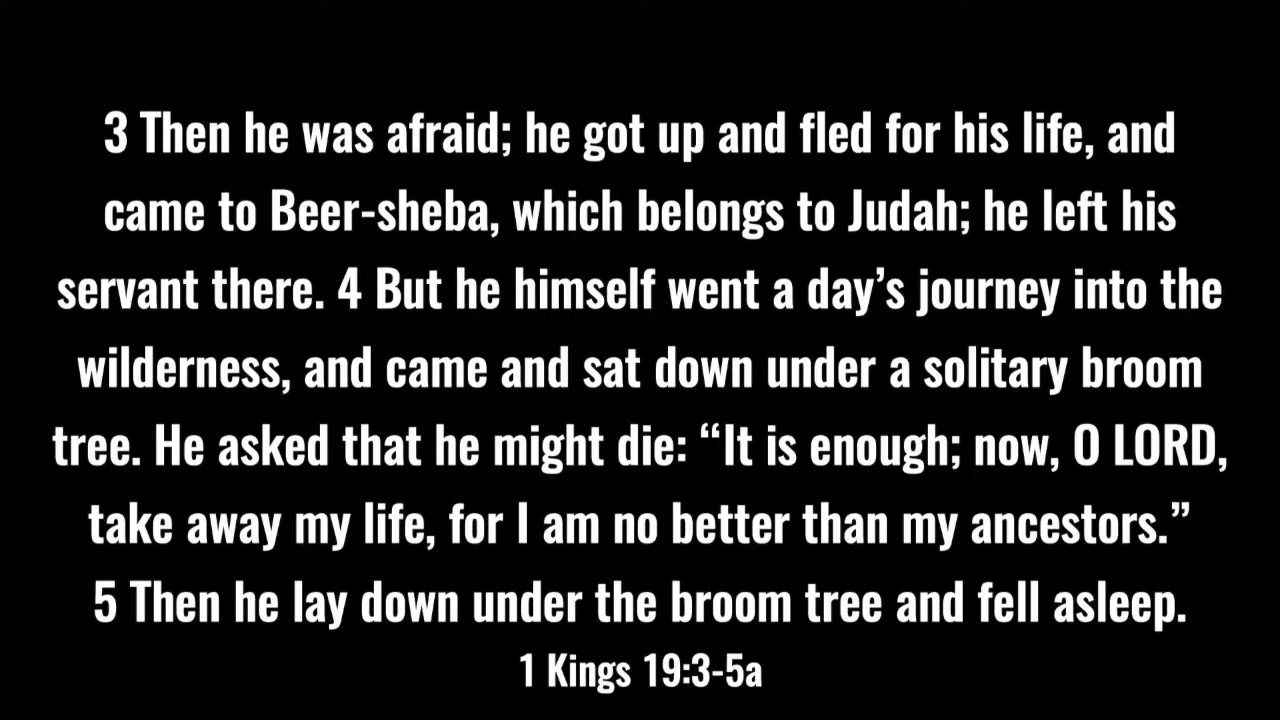 3 Then he was afraid; he got up and fled for his life, and
came to Beer-sheba, which belongs to Judah; he left his
servant there. 4 But he himself went a day’s journey into the
wilderness, and came and sat down under a solitary broom
tree. He asked that he might die: “It is enough; now, O LORD,
take away my life, for I am no better than my ancestors.”
5 Then he lay down under the broom tree and fell asleep.
1 Kings 19:3-5a